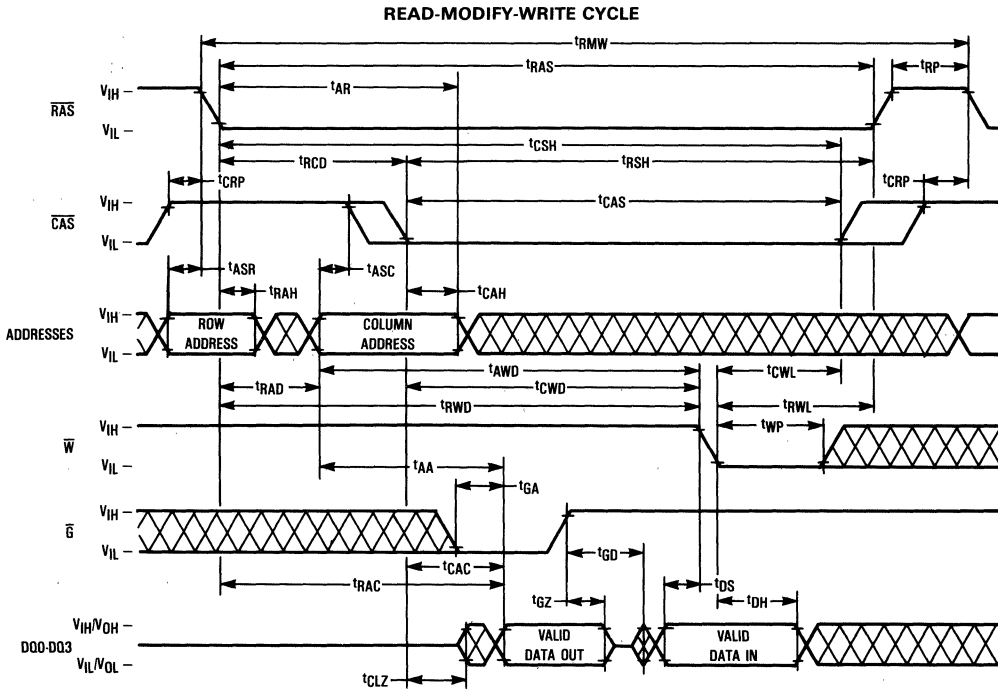 READ-MODIFY-WRITE CYCLE
tRMW
tRAS
tRP
tAR
RAS
VIH
VIL
tCSH
tRCD
tRSH
tCRP
tCRP
CAS
VIH
VIL
tCAS
tASR
tASC
tRAH
tCAH
ADDRESSES
VIH
VIL
ROW
ADDRESS
COLUMN
ADDRESS
tAWD
tCWL
tRAD
tCWD
tRWD
tRWL
tWP
W
VIH
VIL
tAA
tGA
G
VIH
VIL
tGD
tCAC
tRAC
tDS
tGZ
tDH
DQ0-DQ3
VIH/VOH
VIL/VOL
VALID
DATA OUT
VALID
DATA IN
tCLZ